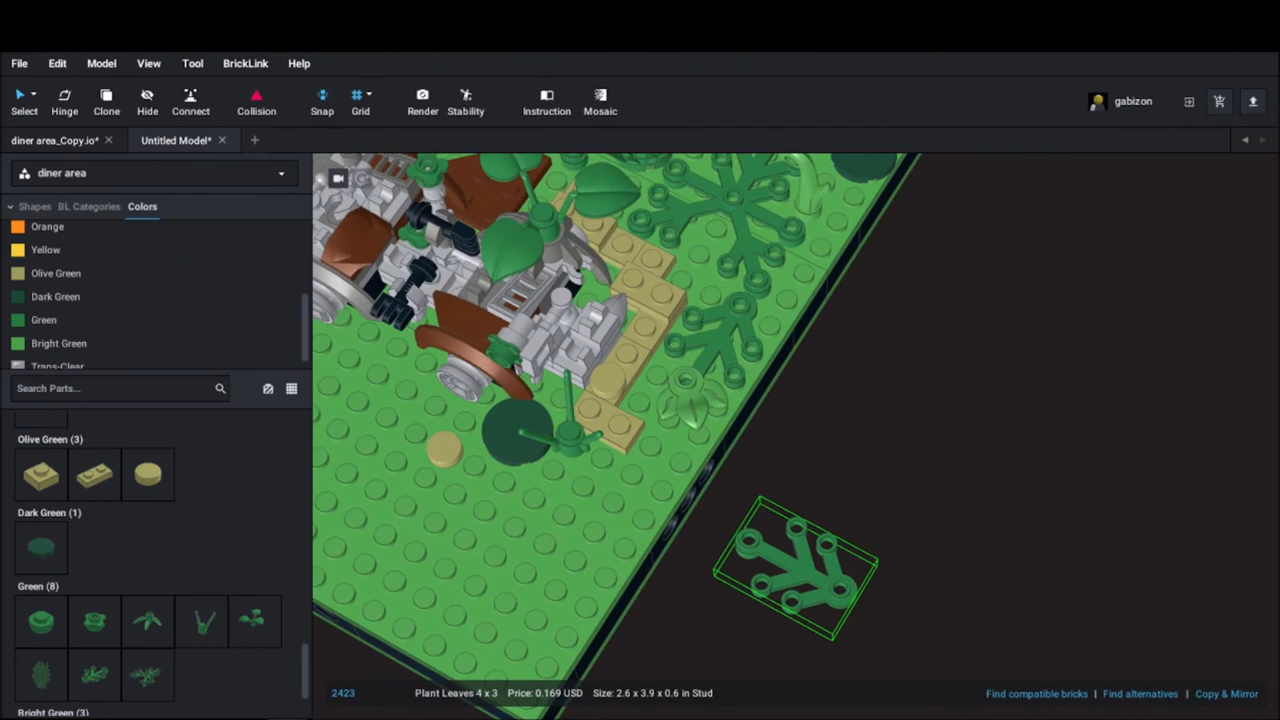 File Edit Model View Tool BrickLink Help
Select Hinge Clone Hide Connect Collision Snap Grid Render Stability Instruction Mosaic gabizon
diner area_Copy.io* Untitled Model*
diner area
Shapes BL Categories Colors
Orange
Yellow
Olive Green
Dark Green
Green
Bright Green
Trans-Clear
Search Parts...
Olive Green (3)
Dark Green (1)
Green (8)
Bright Green (3)
2423 Plant Leaves 4 x 3 Price: 0.169 USD Size: 2.6 x 3.9 x 0.6 in Stud Find compatible bricks | Find alternatives | Copy & Mirror